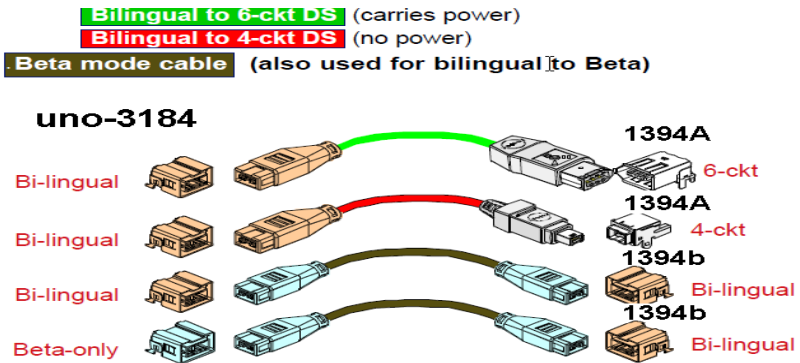 Bilingual to 6-ckt DS (carries power)
Bilingual to 4-ckt DS (no power)
.Beta mode cable (also used for bilingual to Beta)
uno-3184
1394A
Bi-lingual
6-ckt
1394A
Bi-lingual
4-ckt
1394b
Bi-lingual
Bi-lingual
1394b
Beta-only
Bi-lingual